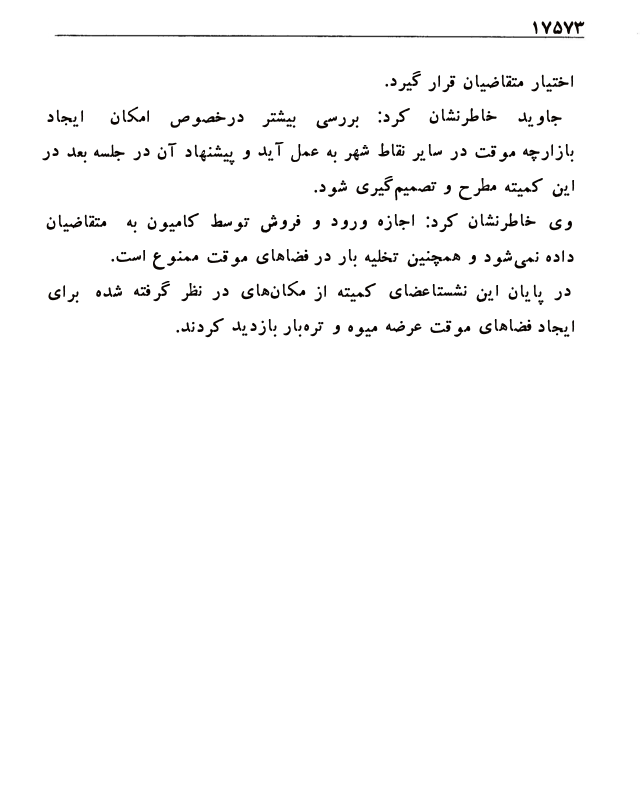 ۱۷۵۷۳
اختیار متقاضیان قرار گیرد.
جاوید خاطرنشان کرد: بررسی بیشتر درخصوص امکان ایجاد
بازارچه موقت در سایر نقاط شهر به عمل آید و پیشنهاد آن در جلسه بعد در
این کمیته مطرح و تصمیم‌گیری شود.
وی خاطرنشان کرد: اجازه ورود و فروش توسط کامیون به متقاضیان
داده نمی‌شود و همچنین تخلیه بار در فضاهای موقت ممنوع است.
در پایان این نشستاعضای کمیته از مکان‌های در نظر گرفته شده برای
ایجاد فضاهای موقت عرضه میوه و تره‌بار بازدید کردند.